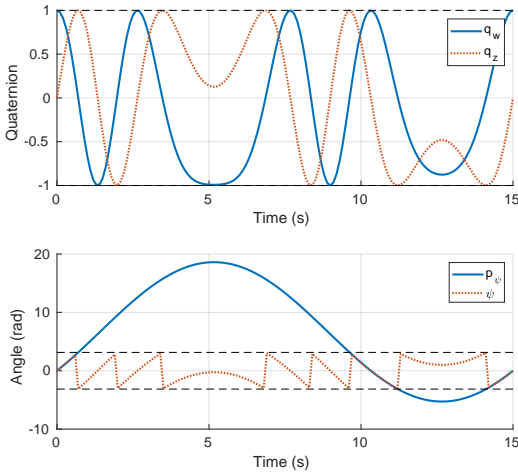 1
0.5
0
-0.5
-1
Quaternion
q_w
q_z
0
5
10
15
Time (s)
20
10
0
-10
Angle (rad)
p_ψ
ψ
0
5
10
15
Time (s)